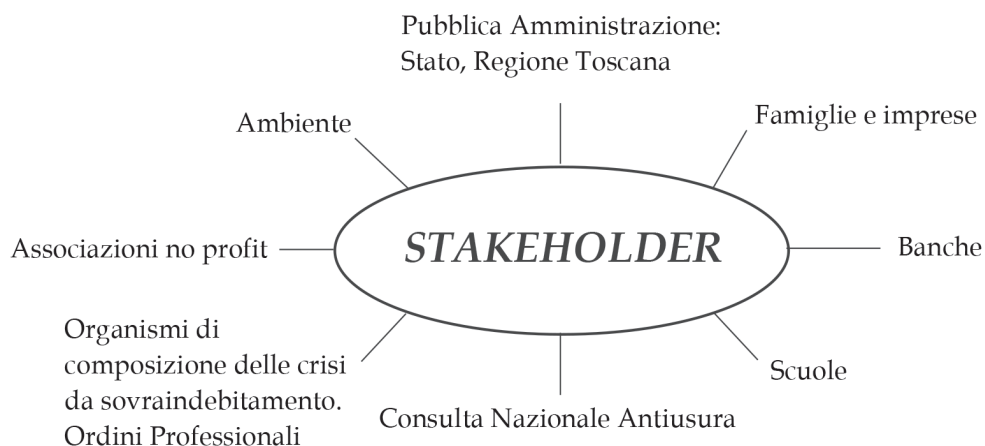 Pubblica Amministrazione:
Stato, Regione Toscana
Ambiente
Famiglie e imprese
Associazioni no profit
STAKEHOLDER
Banche
Organismi di
composizione delle crisi
da sovraindebitamento.
Ordini Professionali
Consulta Nazionale Antiusura
Scuole